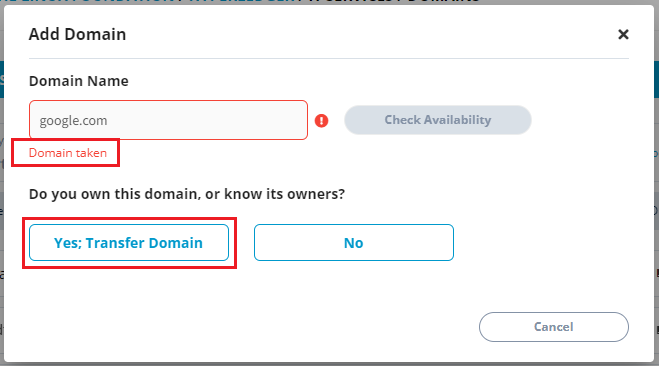 Add Domain
Domain Name
google.com
Check Availability
Domain taken
Do you own this domain, or know its owners?
Yes; Transfer Domain
No
Cancel